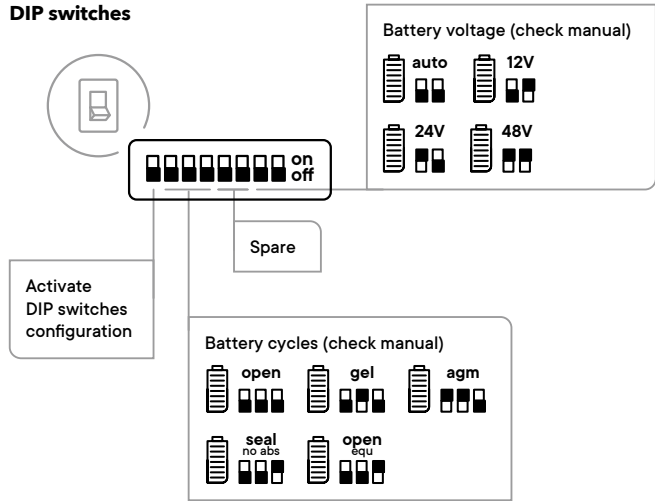 DIP switches
Battery voltage (check manual)
auto 12V
24V 48V
on
off
Spare
Activate
DIP switches
configuration
Battery cycles (check manual)
open gel agm
seal open
no abs equ